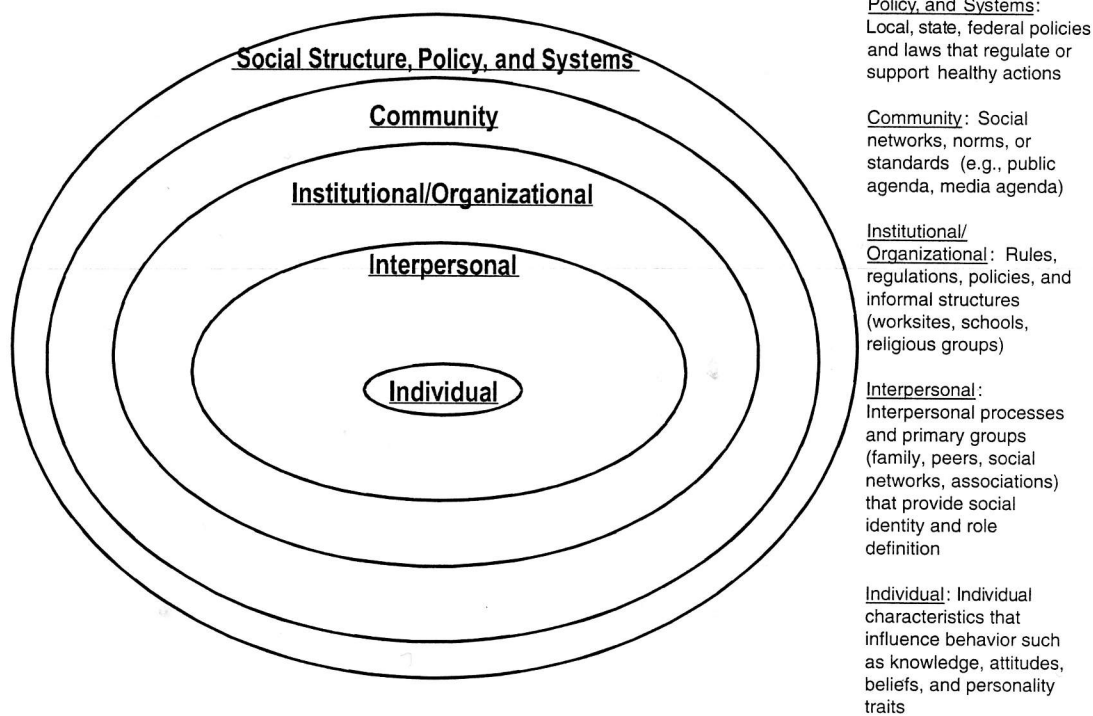 Social Structure, Policy, and Systems
Community
Institutional/Organizational
Interpersonal
Individual
Policy, and Systems:
Local, state, federal policies
and laws that regulate or
support healthy actions
Community: Social
networks, norms, or
standards (e.g., public
agenda, media agenda)
Institutional/
Organizational: Rules,
regulations, policies, and
informal structures
(worksites, schools,
religious groups)
Interpersonal:
Interpersonal processes
and primary groups
(family, peers, social
networks, associations)
that provide social
identity and role
definition
Individual: Individual
characteristics that
influence behavior such
as knowledge, attitudes,
beliefs, and personality
traits